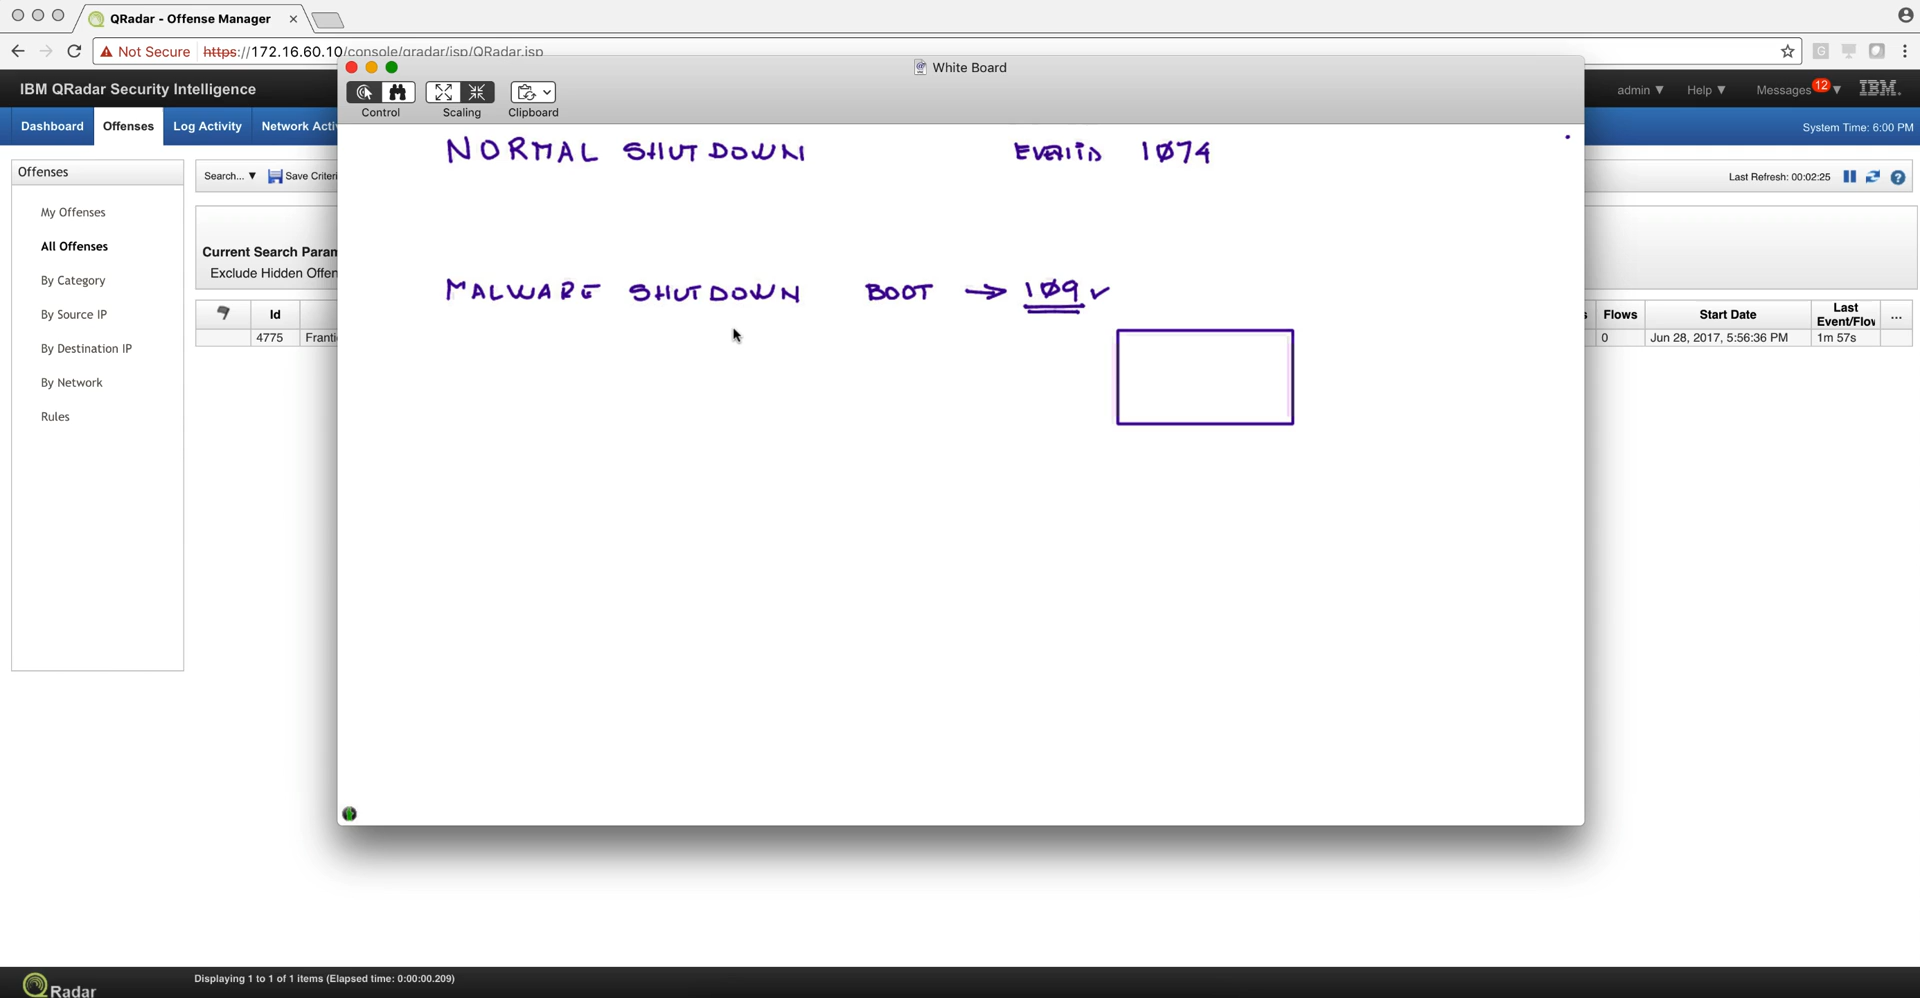 QRadar - Offense Manager
Not Secure https://172.16.60.10/console/qradar/jsp/QRadar.jsp
White Board
IBM QRadar Security Intelligence
admin ▼ Help ▼ Messages 12 ▼ IBM
Control Scaling Clipboard
Dashboard Offenses Log Activity Network Acti
System Time: 6:00 PM
NORMAL SHUTDOWN
1074
Offenses
Search... ▼ Save Criteri
Last Refresh: 00:02:25
My Offenses
All Offenses
By Category
By Source IP
By Destination IP
By Network
Rules
Current Search Param
Exclude Hidden Offen
MALWARE SHUTDOWN BOOT → 109 ✓
Id s Flows Start Date Last Event/Flow ...
4775 Franti 0 Jun 28, 2017, 5:56:36 PM 1m 57s
Displaying 1 to 1 of 1 items (Elapsed time: 0:00:00.209)
QRadar